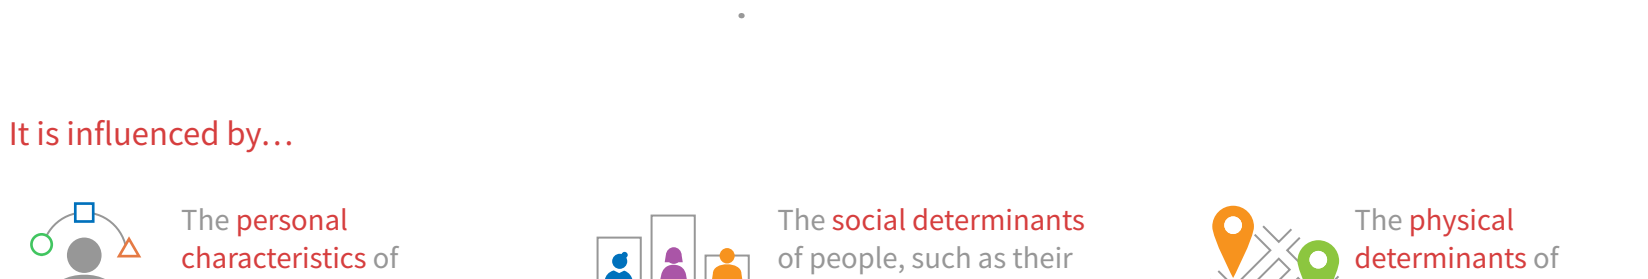 It is influenced by…
The personal
characteristics of
The social determinants
of people, such as their
The physical
determinants of